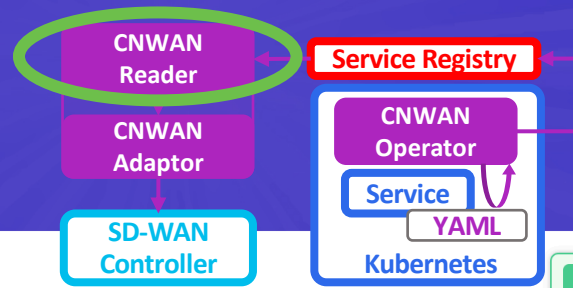 CNWAN
Reader
Service Registry
CNWAN
Adaptor
CNWAN
Operator
Service
YAML
SD-WAN
Controller
Kubernetes